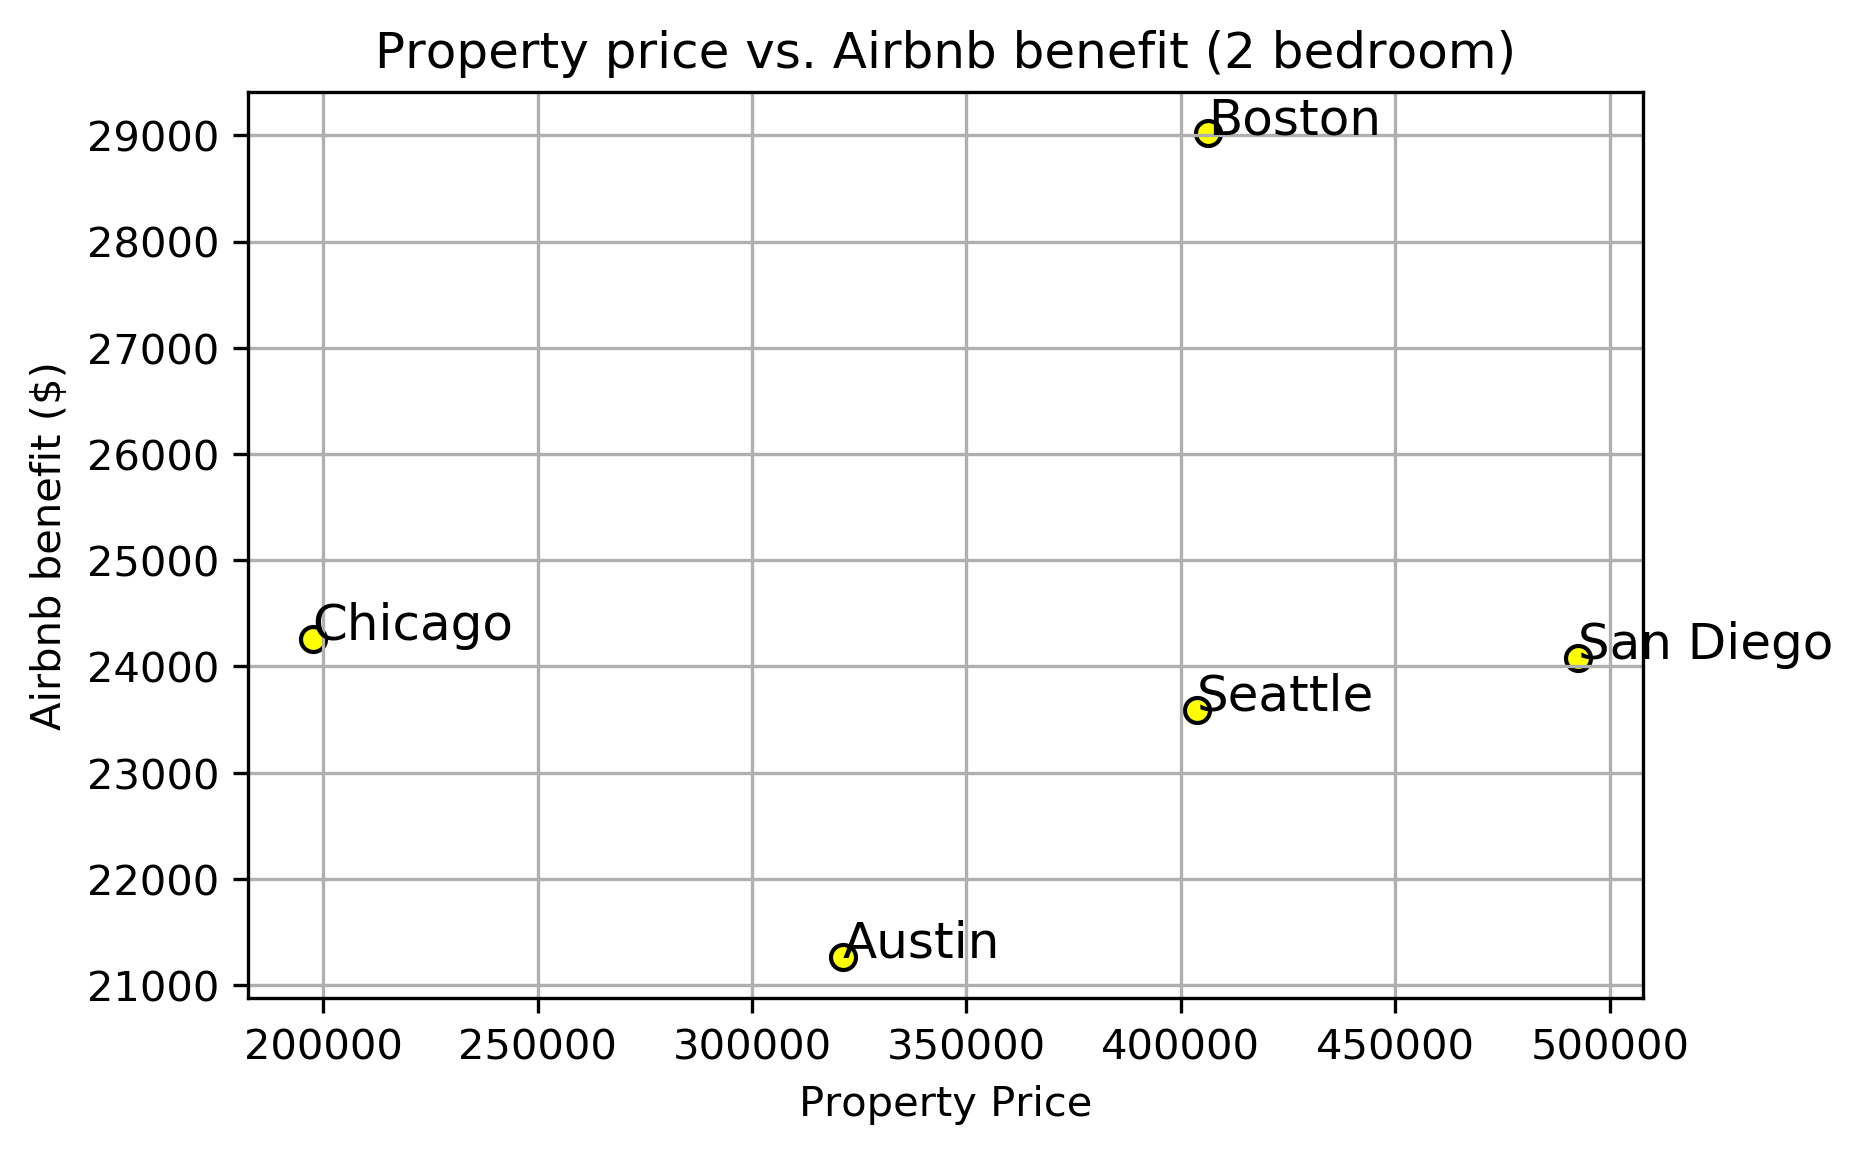 Property price vs. Airbnb benefit (2 bedroom)
Boston
29000
28000
27000
26000
25000
Chicago
San Diego
24000
Seattle
23000
22000
Austin
21000
Airbnb benefit ($)
200000 250000 300000 350000 400000 450000 500000
Property Price